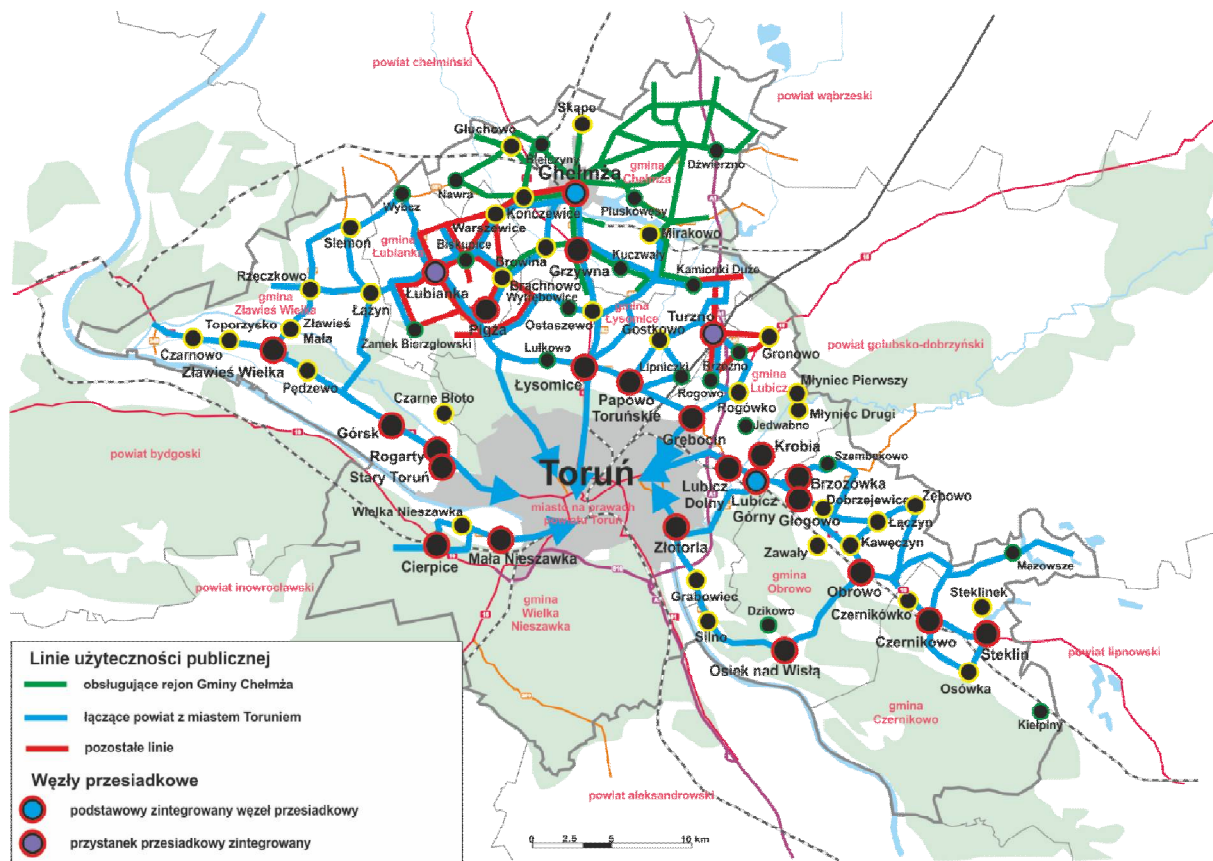 powiat chełmiński
powiat wąbrzeski
Skąpe
Głuchowo
Bielczyny
Dźwierzno
gmina
Chełmża
Chełmża
Nawra
Wybcz
Kończewice
Pluskowęsy
Warszewice
Mirakowo
Siemoń
gmine
Łubianka
Biskupice
Browina
Kuczwały
Grzywna
Kamionki Duże
Rzęczkowo
Brąchnowo
Wytrębowice
gmina
Zławieś Wielka
Łubianka
Łazyn
Pigża
Ostaszewo
gmina
Łysomice
Turzno
Gostkowo
Toporzysko
Zławieś
Mała
Zamek Bierzgłowski
Czarnowo
Zławieś Wielka
Lulkowo
Lipniczki
Gronowo
Brzezno
powiat golubsko-dobrzyński
Łysomice
gmina
Lubicz
Pędzewo
Papowo
Toruńskie
Rogowo
Rogówko
Młyniec Pierwszy
Czarne Błoto
Młyniec Drugi
Jedwabno
Górsk
Grębocin
Krobia
powiat bydgoski
Rogarty
Stary Toruń
Toruń
Szembekowo
Lubicz
Dolny
Brzozówka
Lubicz
Górny
Dobrzejewice
Zębowo
Głogowo
Łączyn
Wielka Nieszawka
miasto na prawach
powiatu Toruń
Złotoria
Zawały
Kawęczyn
Cierpice
Mała Nieszawka
Mazowsze
powiat inowrocławski
gmina
Obrowo
Obrowo
gmina
Wielka
Nieszawka
Grabowiec
Dzikowo
Czernikówko
Steklinek
Silno
Czernikowo
Steklin
powiat lipnowski
Osiek nad Wisłą
Osówka
gmina
Czernikowo
Kiełpiny
powiat aleksandrowski
Linie użyteczności publicznej
obsługujące rejon Gminy Chełmża
łączące powiat z miastem Toruniem
pozostałe linie
Węzły przesiadkowe
podstawowy zintegrowany węzeł przesiadkowy
przystanek przesiadkowy zintegrowany
0 2.5 5 10 km